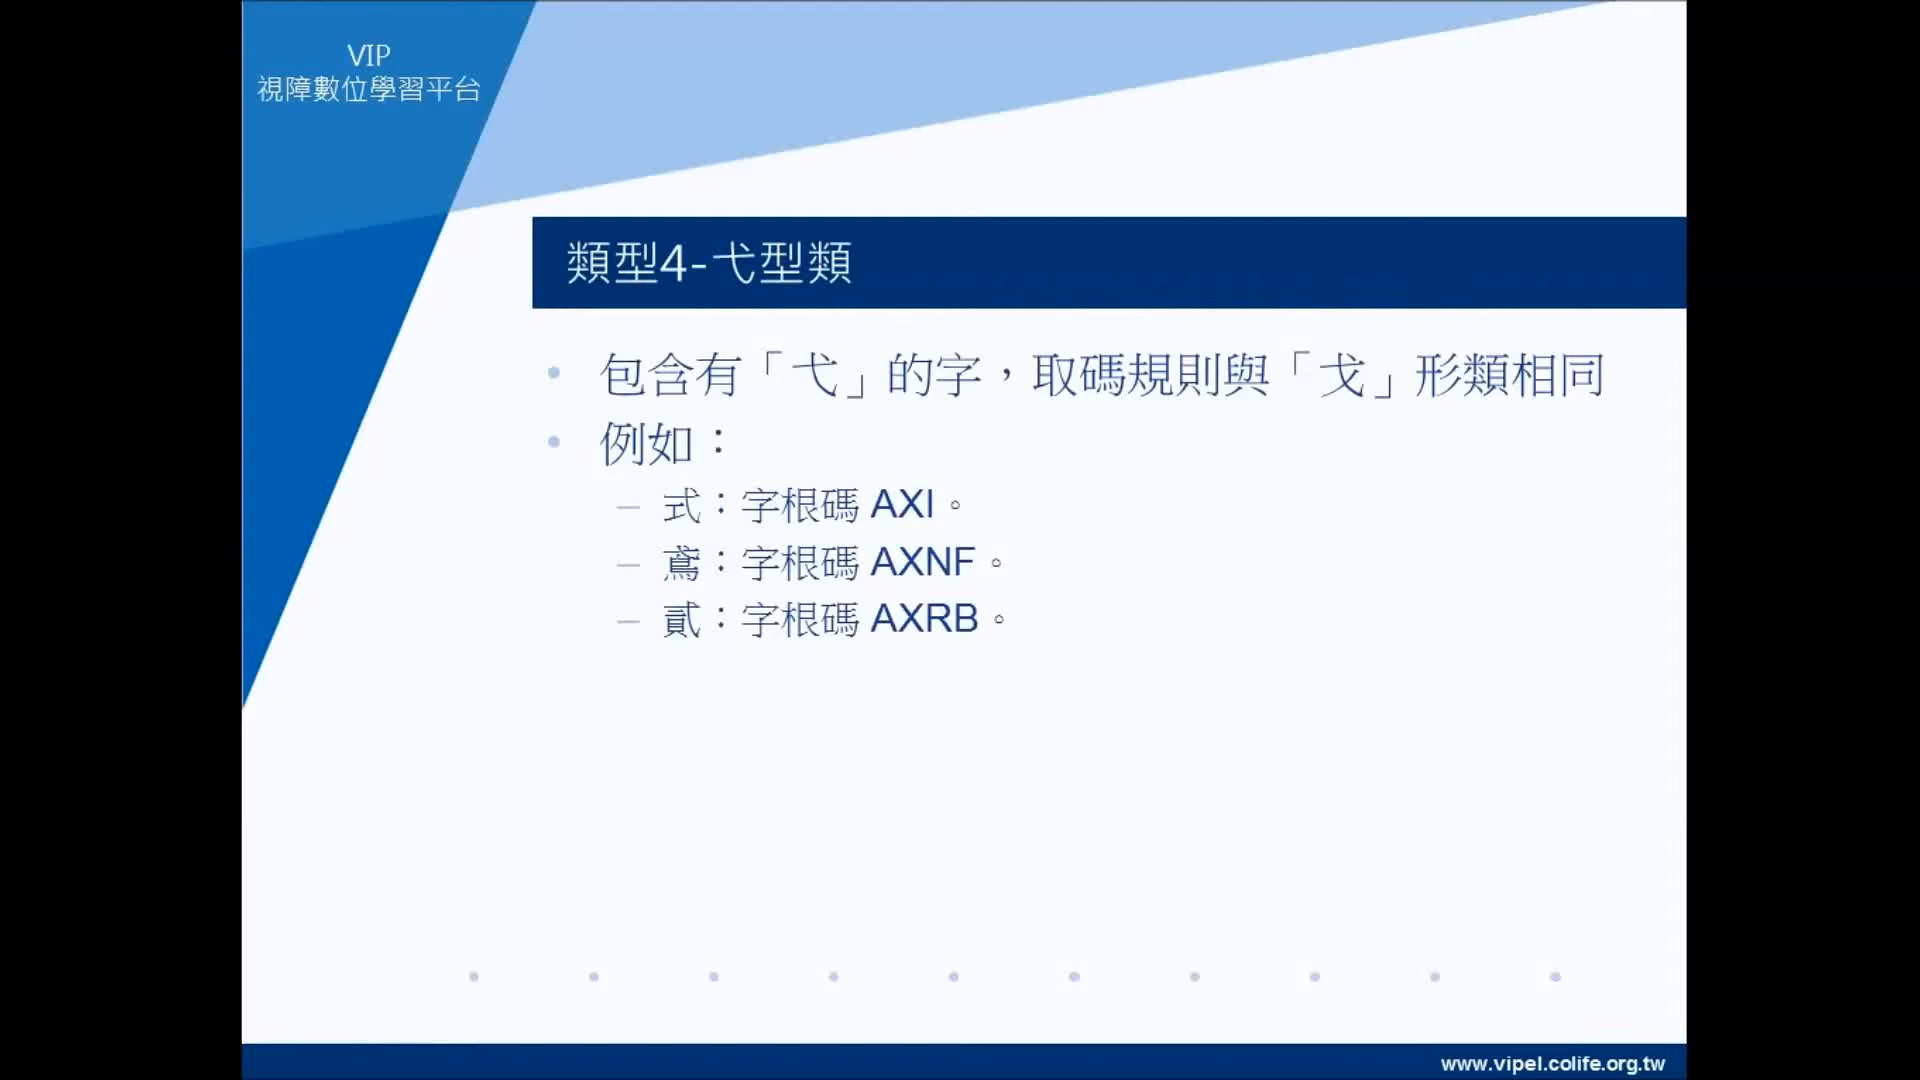 VIP
視障數位學習平台
類型4-弋型類
• 包含有「弋」的字，取碼規則與「戈」形類相同
• 例如：
– 式：字根碼 AXI。
– 鳶：字根碼 AXNF。
– 貳：字根碼 AXRB。
www.vipel.colife.org.tw